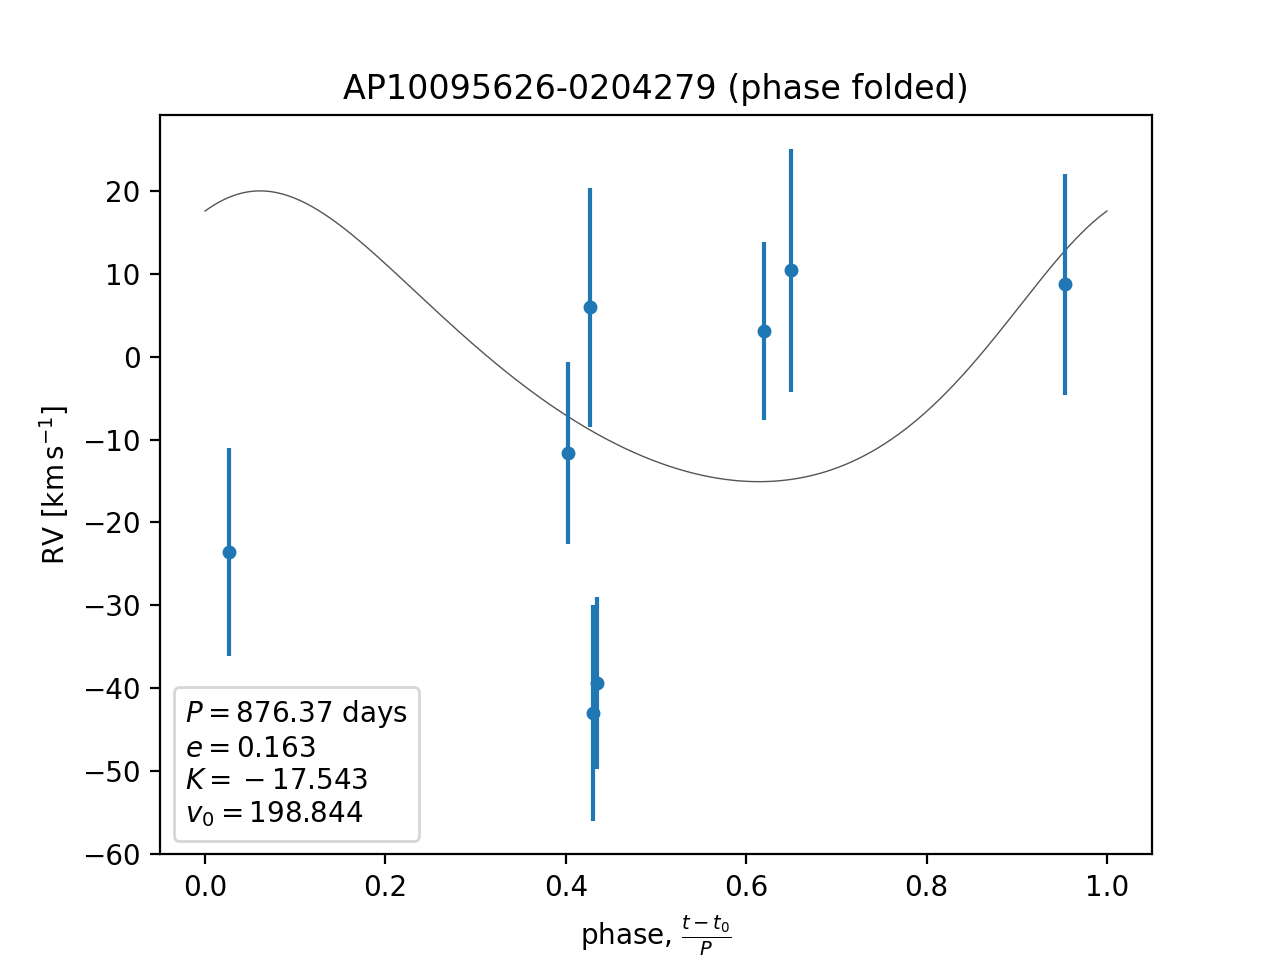 AP10095626-0204279 (phase folded)
20
10
0
−10
−20
−30
−40
−50
−60
RV [km s⁻¹]
P = 876.37 days
e = 0.163
K = −17.543
v₀ = 198.844
0.0 0.2 0.4 0.6 0.8 1.0
phase, (t − t₀)/P